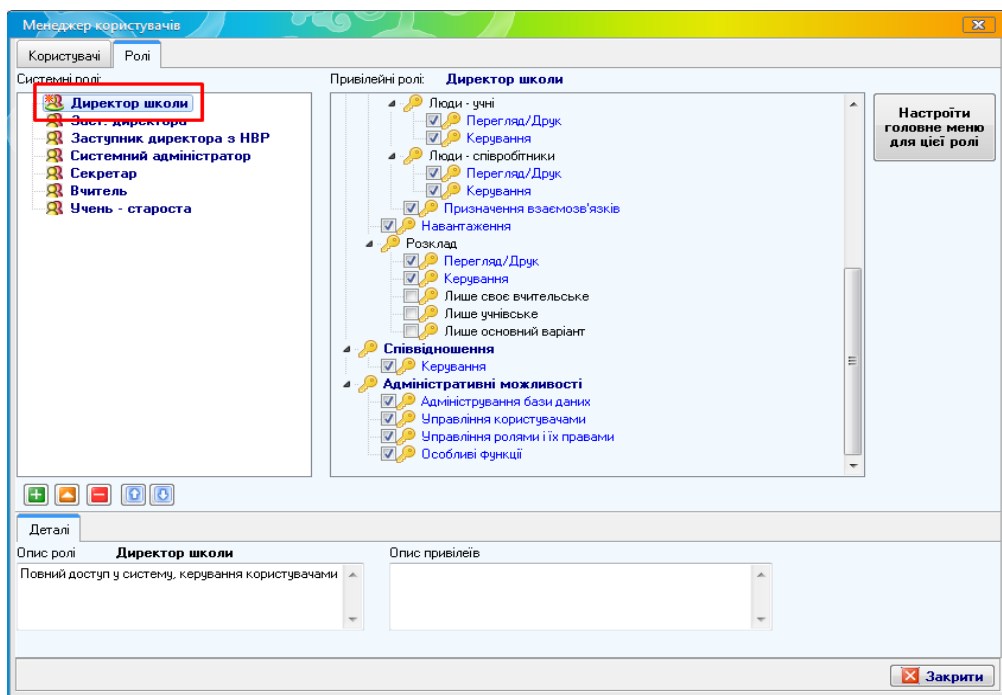 Менеджер користувачів
Користувачі
Ролі
Системні ролі:
Директор школи
Заст. директора
Заступник директора з НВР
Системний адміністратор
Секретар
Вчитель
Учень - староста
Привілейні ролі: Директор школи
Люди - учні
Перегляд/Друк
Керування
Люди - співробітники
Перегляд/Друк
Керування
Призначення взаємозв'язків
Навантаження
Розклад
Перегляд/Друк
Керування
Лише своє вчительське
Лише учнівське
Лише основний варіант
Співвідношення
Керування
Адміністративні можливості
Адміністрування бази даних
Управління користувачами
Управління ролями і їх правами
Особливі функції
Настроїти
головне меню
для цієї ролі
Деталі
Опис ролі Директор школи
Повний доступ у систему, керування користувачами
Опис привілеїв
Закрити